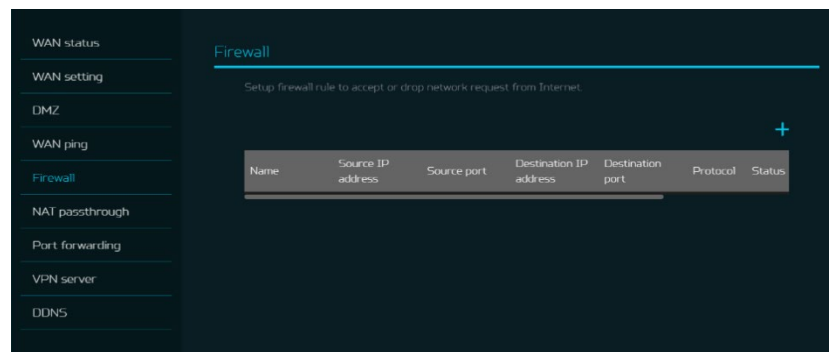 WAN status
WAN setting
DMZ
WAN ping
Firewall
NAT passthrough
Port forwarding
VPN server
DDNS
Firewall
Setup firewall rule to accept or drop network request from Internet.
+
Name
Source IP
address
Source port
Destination IP
address
Destination
port
Protocol
Status